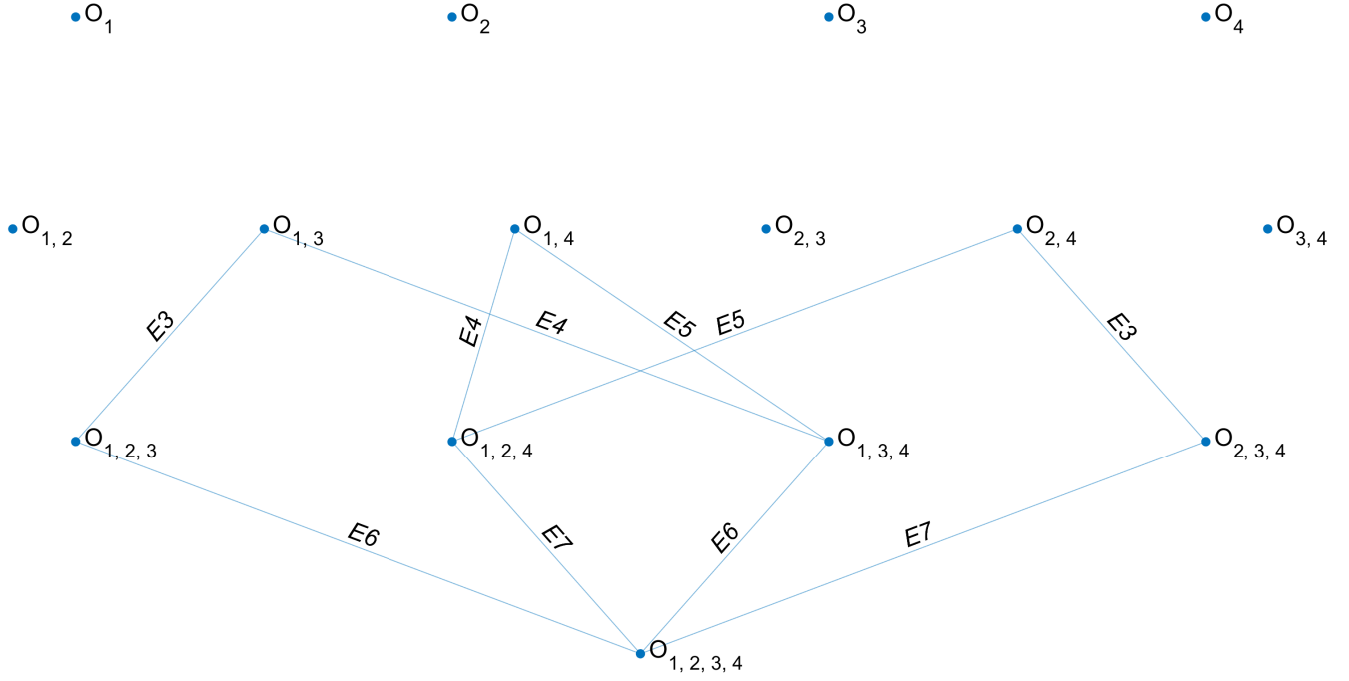 O1 O2 O3 O4
O1, 2 O1, 3 O1, 4 O2, 3 O2, 4 O3, 4
E3 E4 E4 E5 E5 E3
O1, 2, 3 O1, 2, 4 O1, 3, 4 O2, 3, 4
E6 E7 E6 E7
O1, 2, 3, 4